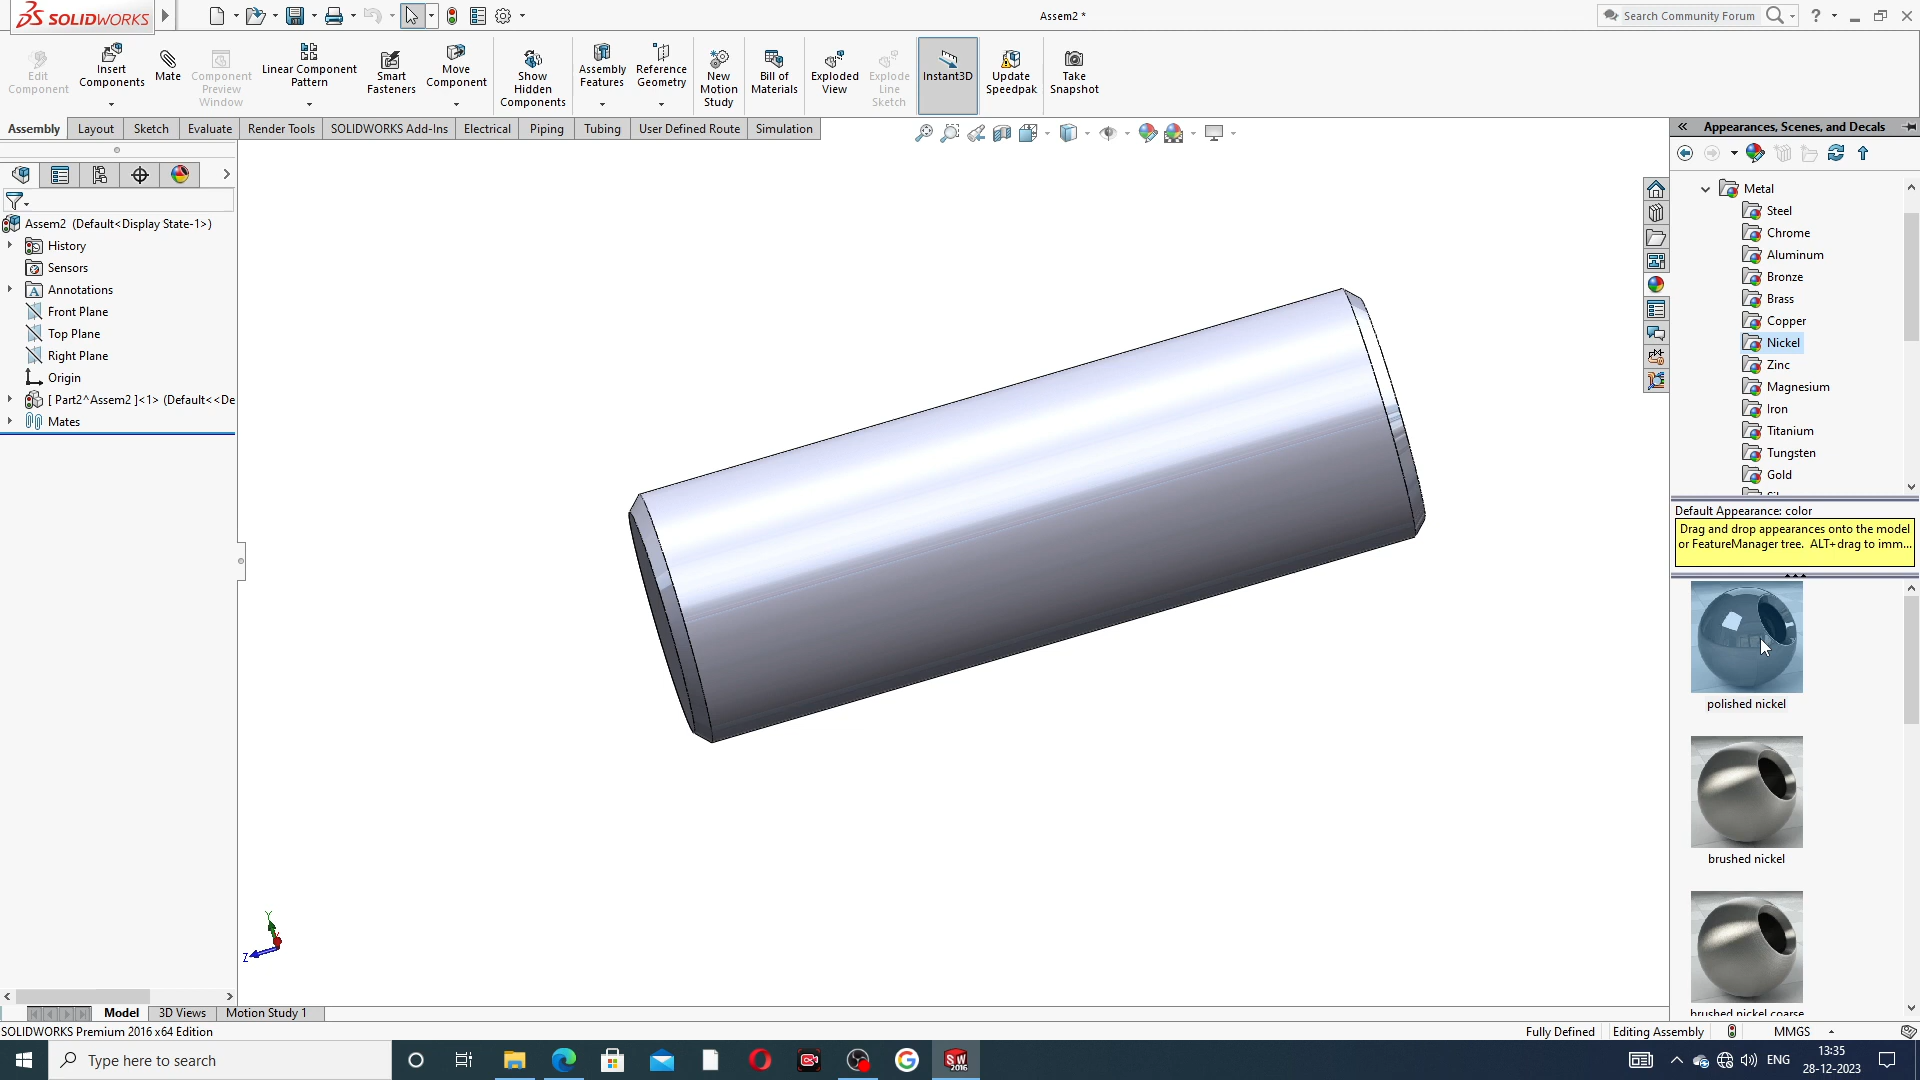 SOLIDWORKS
Assem2 *
Search Community Forum
Edit Component
Insert Components
Mate
Component Preview Window
Linear Component Pattern
Smart Fasteners
Move Component
Show Hidden Components
Assembly Features
Reference Geometry
New Motion Study
Bill of Materials
Exploded View
Explode Line Sketch
Instant3D
Update Speedpak
Take Snapshot
Assembly
Layout
Sketch
Evaluate
Render Tools
SOLIDWORKS Add-Ins
Electrical
Piping
Tubing
User Defined Route
Simulation
Assem2 (Default<Display State-1>)
History
Sensors
Annotations
Front Plane
Top Plane
Right Plane
Origin
[ Part2^Assem2 ]<1> (Default<<De
Mates
Y
Z
Appearances, Scenes, and Decals
Metal
Steel
Chrome
Aluminum
Bronze
Brass
Copper
Nickel
Zinc
Magnesium
Iron
Titanium
Tungsten
Gold
Default Appearance: color
Drag and drop appearances onto the model
or FeatureManager tree. ALT+drag to imm...
polished nickel
brushed nickel
brushed nickel coarse
Model
3D Views
Motion Study 1
SOLIDWORKS Premium 2016 x64 Edition
Fully Defined
Editing Assembly
MMGS
Type here to search
SW
2016
ENG
13:35
28-12-2023